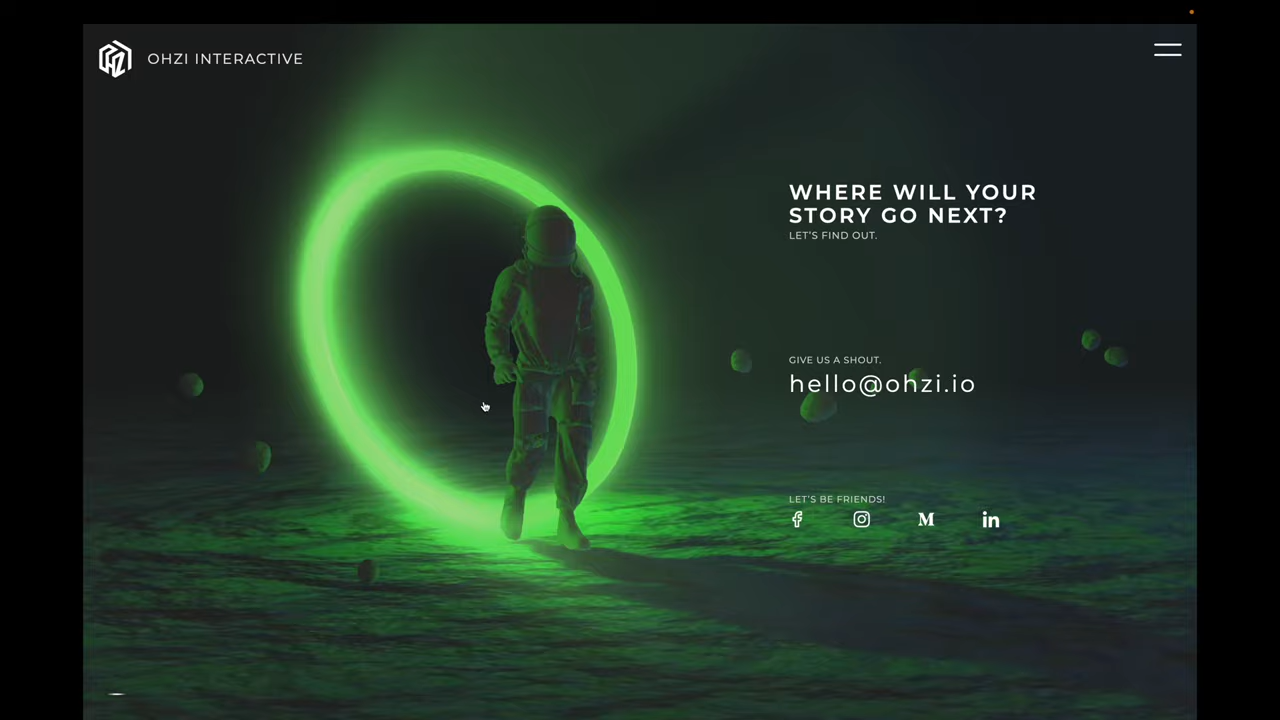 OHZI INTERACTIVE
WHERE WILL YOUR
STORY GO NEXT?
LET'S FIND OUT.
GIVE US A SHOUT.
hello@ohzi.io
LET'S BE FRIENDS!